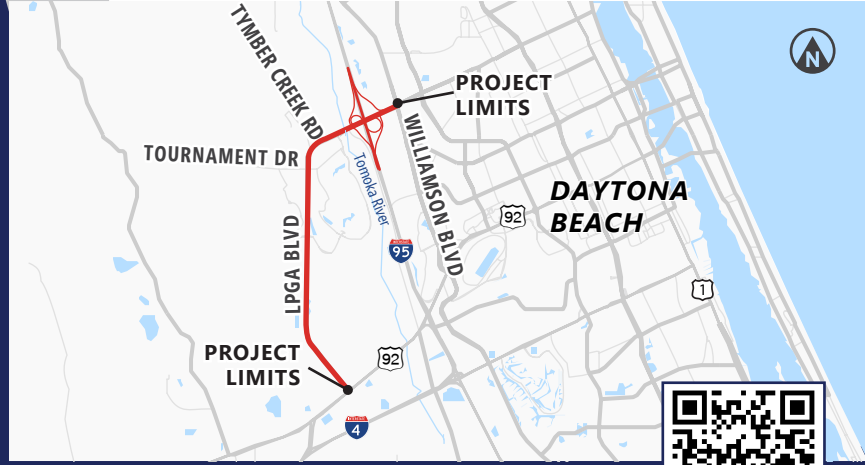 TYMBER CREEK RD
N
PROJECT
LIMITS
TOURNAMENT DR
WILLIAMSON BLVD
Tomoka River
DAYTONA
BEACH
92
95
LPGA BLVD
1
PROJECT
LIMITS
92
4